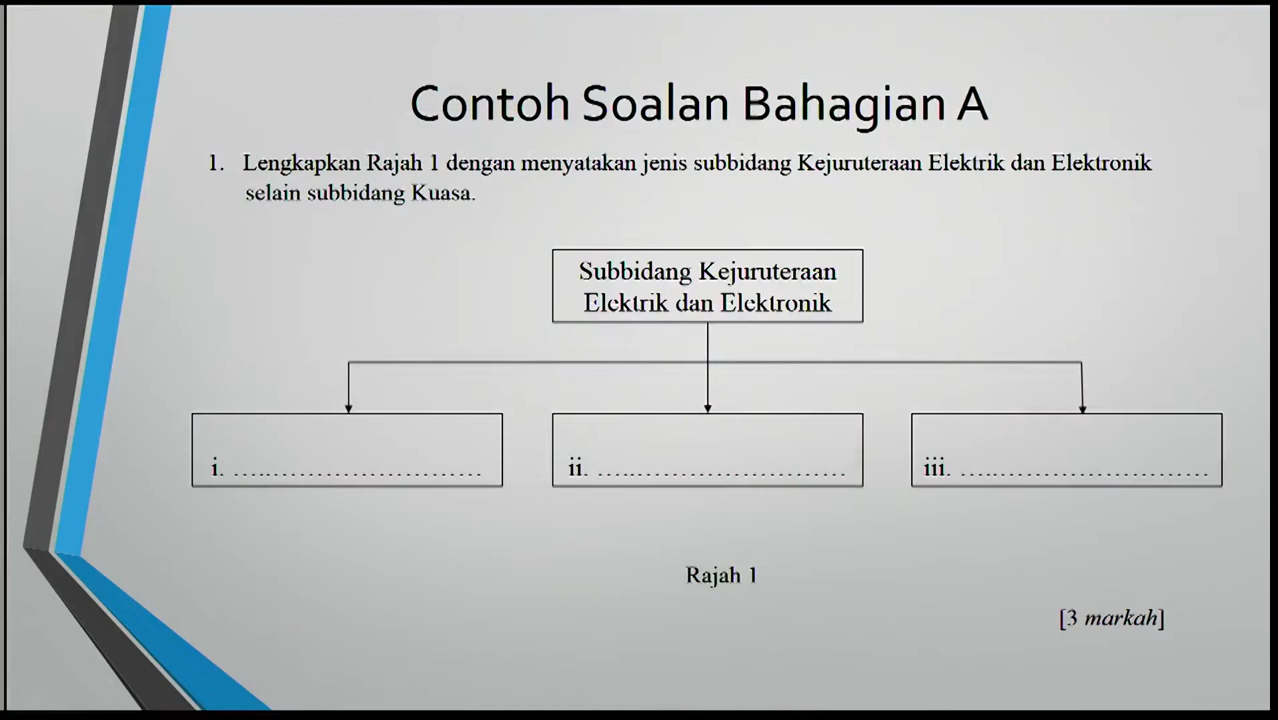 Contoh Soalan Bahagian A
1. Lengkapkan Rajah 1 dengan menyatakan jenis subbidang Kejuruteraan Elektrik dan Elektronik
selain subbidang Kuasa.
Subbidang Kejuruteraan
Elektrik dan Elektronik
i. ………………………….
ii. ………………………….
iii. ………………………….
Rajah 1
[3 markah]